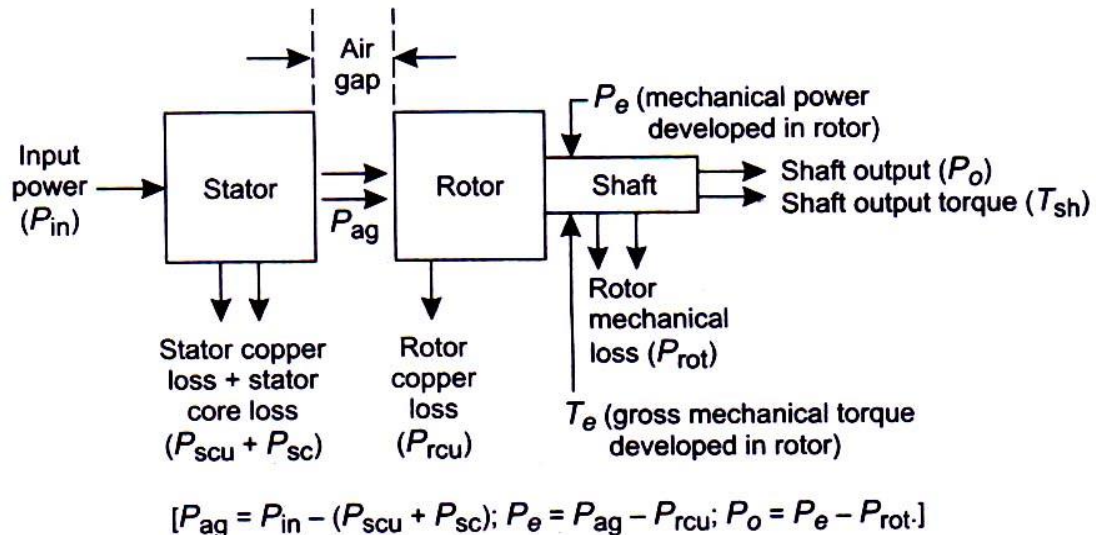 Air
gap
P_e (mechanical power
developed in rotor)
Input
power
(P_in)
Stator
P_ag
Rotor
Shaft
Shaft output (P_o)
Shaft output torque (T_sh)
Stator copper
loss + stator
core loss
(P_scu + P_sc)
Rotor
copper
loss
(P_rcu)
Rotor
mechanical
loss (P_rot)
T_e (gross mechanical torque
developed in rotor)
[P_ag = P_in – (P_scu + P_sc); P_e = P_ag – P_rcu; P_o = P_e – P_rot.]